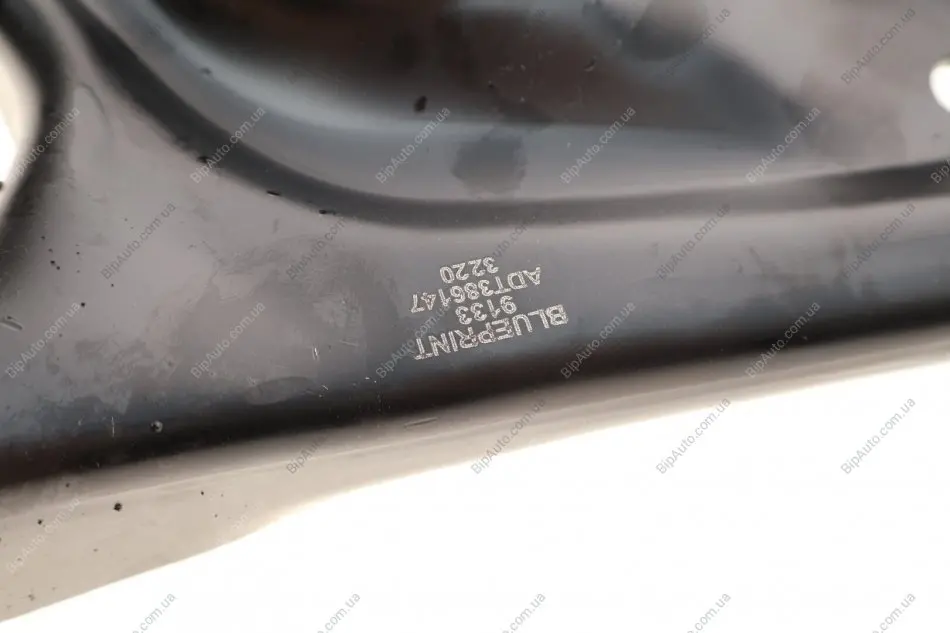 BLUEPRINT
9133
ADT386147
3220
BipAuto.com.ua